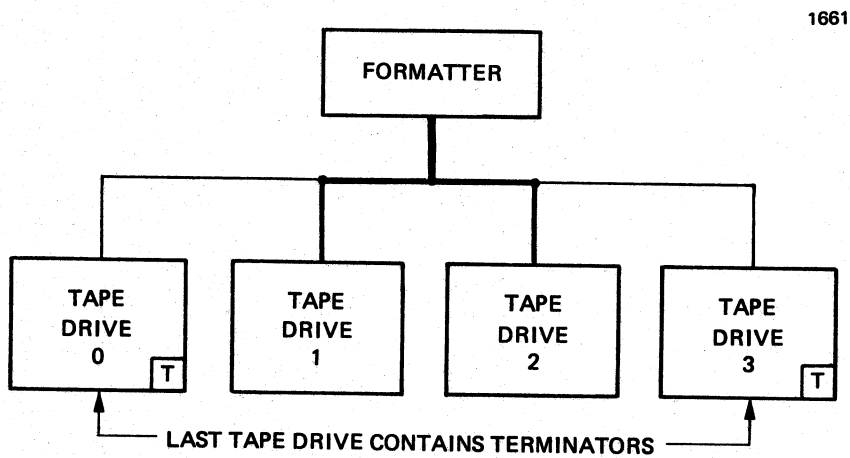 1661
FORMATTER
TAPE
DRIVE
0
T
TAPE
DRIVE
1
TAPE
DRIVE
2
TAPE
DRIVE
3
T
LAST TAPE DRIVE CONTAINS TERMINATORS